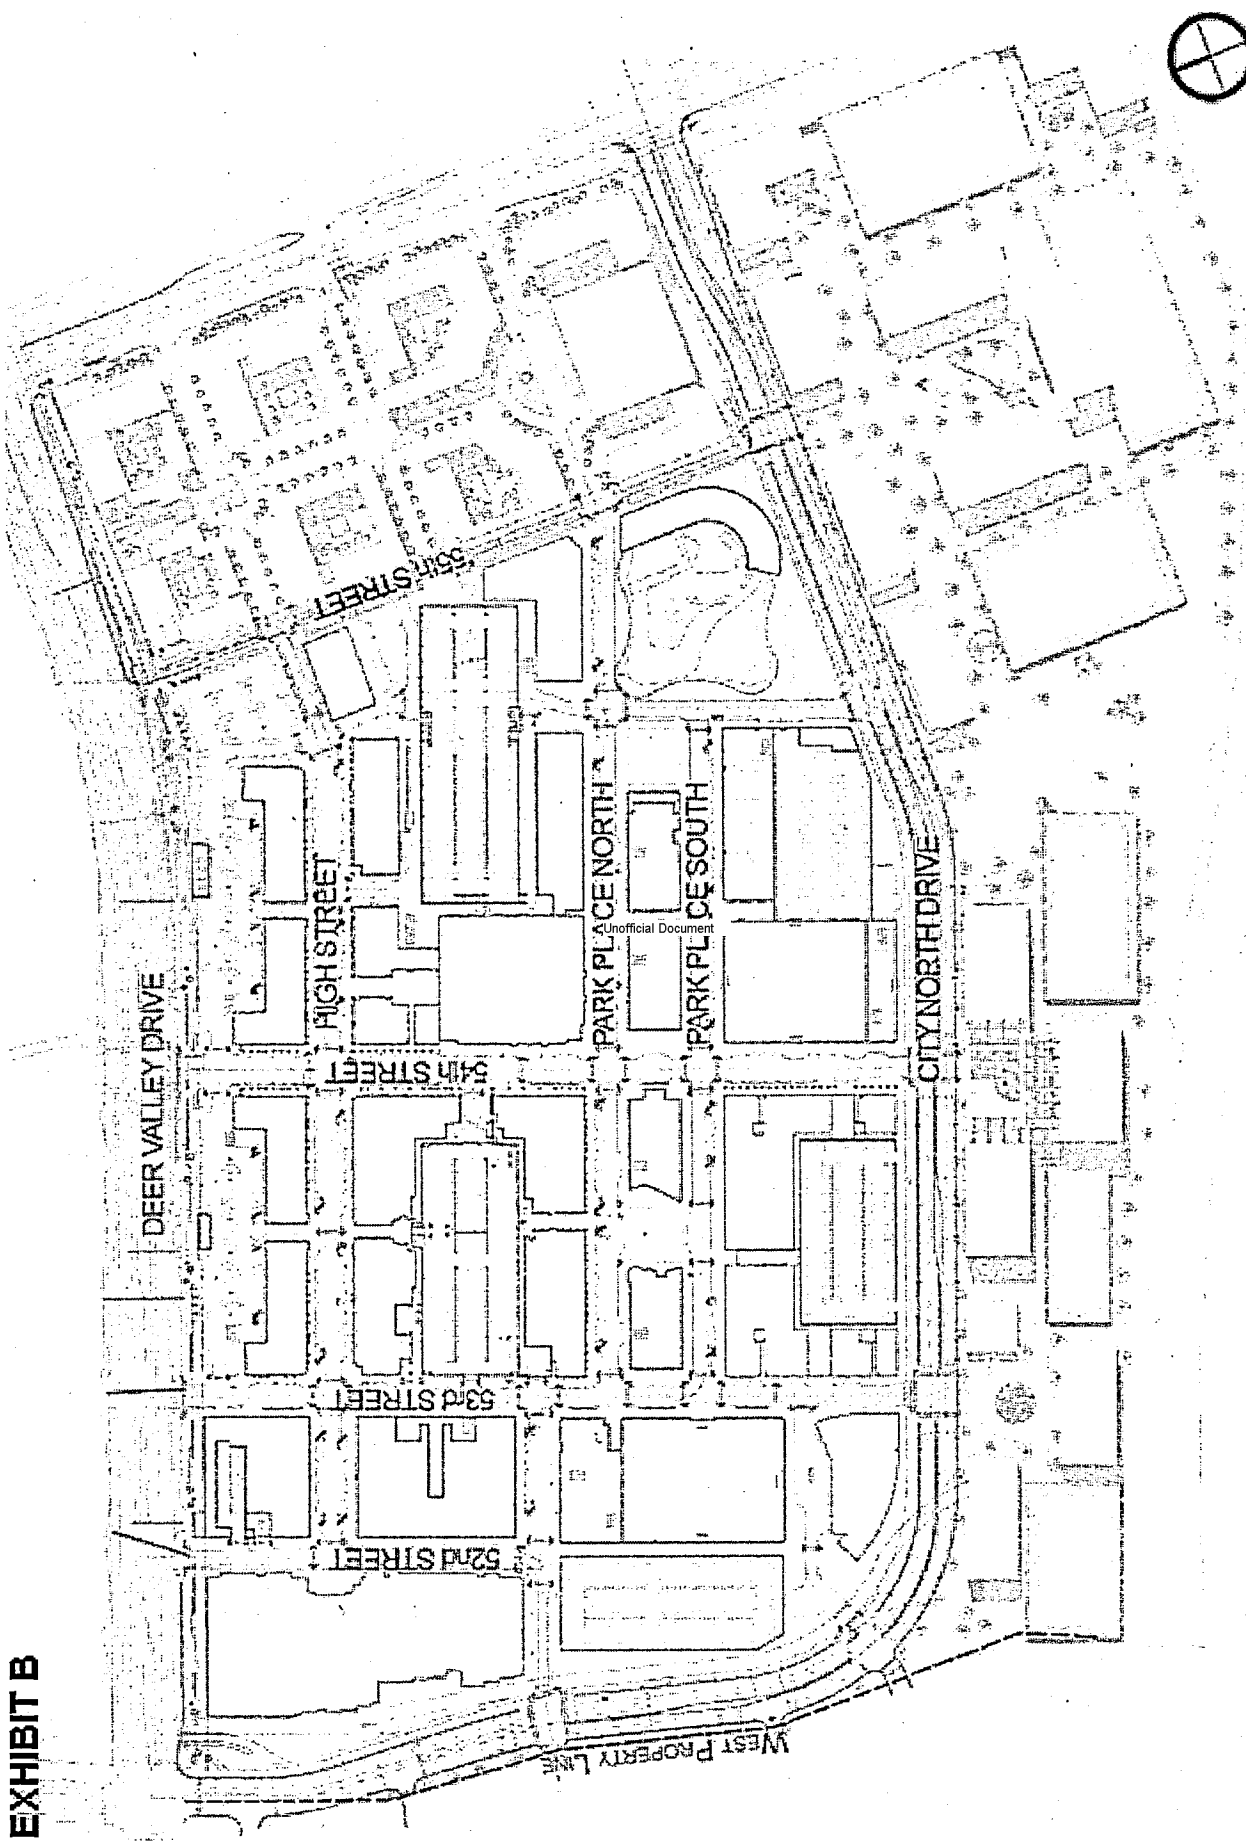 EXHIBIT B
DEER VALLEY DRIVE
HIGH STREET
PARK PLACE NORTH
PARK PLACE SOUTH
CITY NORTH DRIVE
55th STREET
54th STREET
53rd STREET
52nd STREET
WEST PROPERTY LINE
Unofficial Document